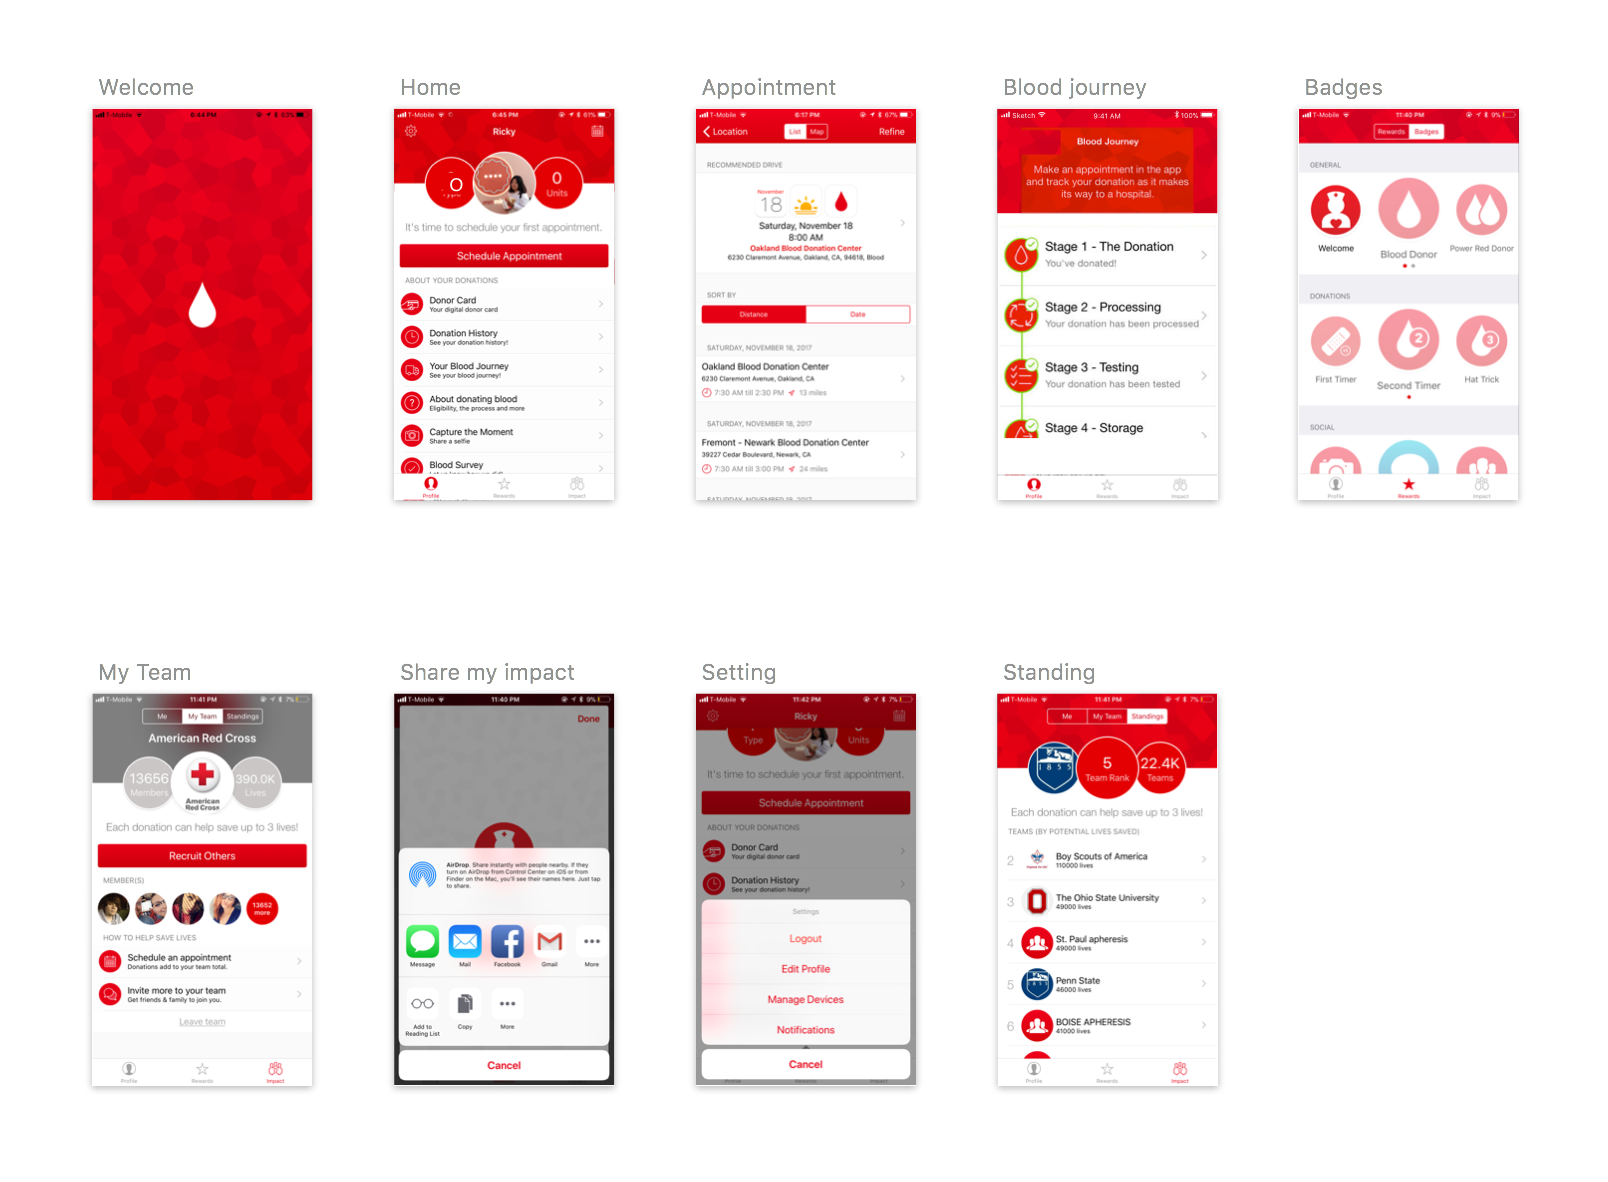 Welcome
T-Mobile 6:44 PM 63%
Home
T-Mobile 6:45 PM 61%
Ricky
O
Type
0
Units
It's time to schedule your first appointment.
Schedule Appointment
ABOUT YOUR DONATIONS
Donor Card
Your digital donor card
Donation History
See your donation history!
Your Blood Journey
See your blood journey!
About donating blood
Eligibility, the process and more
Capture the Moment
Share a selfie
Blood Survey
Profile Rewards Impact
Appointment
T-Mobile 6:17 PM 67%
Location List Map Refine
RECOMMENDED DRIVE
November
18
Saturday, November 18
8:00 AM
Oakland Blood Donation Center
6230 Claremont Avenue, Oakland, CA, 94618, Blood
SORT BY
Distance Date
SATURDAY, NOVEMBER 18, 2017
Oakland Blood Donation Center
6230 Claremont Avenue, Oakland, CA
7:30 AM till 2:30 PM 13 miles
SATURDAY, NOVEMBER 18, 2017
Fremont - Newark Blood Donation Center
39227 Cedar Boulevard, Newark, CA
7:30 AM till 3:00 PM 24 miles
SATURDAY, NOVEMBER 18, 2017
Blood journey
Sketch 9:41 AM 100%
Blood Journey
Make an appointment in the app
and track your donation as it makes
its way to a hospital.
Stage 1 - The Donation
You've donated!
Stage 2 - Processing
Your donation has been processed
Stage 3 - Testing
Your donation has been tested
Stage 4 - Storage
Profile Rewards Impact
Badges
T-Mobile 11:40 PM 9%
Rewards Badges
GENERAL
Welcome
Blood Donor
Power Red Donor
DONATIONS
2
3
First Timer
Second Timer
Hat Trick
SOCIAL
Profile Rewards Impact
My Team
T-Mobile 11:41 PM 7%
Me My Team Standings
American Red Cross
13656
Members
American
Red Cross
390.0K
Lives
Each donation can help save up to 3 lives!
Recruit Others
MEMBER(S)
13652
more
HOW TO HELP SAVE LIVES
Schedule an appointment
Donations add to your team total.
Invite more to your team
Get friends & family to join you.
Leave team
Profile Rewards Impact
Share my impact
T-Mobile 11:40 PM 9%
Done
AirDrop. Share instantly with people nearby. If they
turn on AirDrop from Control Center on iOS or from
Finder on the Mac, you'll see their names here. Just tap
to share.
Message Mail Facebook Gmail More
Add to
Reading List
Copy
More
Cancel
Setting
T-Mobile 11:42 PM 7%
Ricky
Type
Units
It's time to schedule your first appointment.
Schedule Appointment
ABOUT YOUR DONATIONS
Donor Card
Your digital donor card
Donation History
See your donation history!
Settings
Logout
Edit Profile
Manage Devices
Notifications
Cancel
Profile Impact
Standing
T-Mobile 11:41 PM 7%
Me My Team Standings
1855
5
Team Rank
22.4K
Teams
Each donation can help save up to 3 lives!
TEAMS (BY POTENTIAL LIVES SAVED)
2
Boy Scouts of America
110000 lives
3
The Ohio State University
49000 lives
4
St. Paul apheresis
49000 lives
5
1855
Penn State
46000 lives
6
BOISE APHERESIS
41000 lives
Profile Rewards Impact